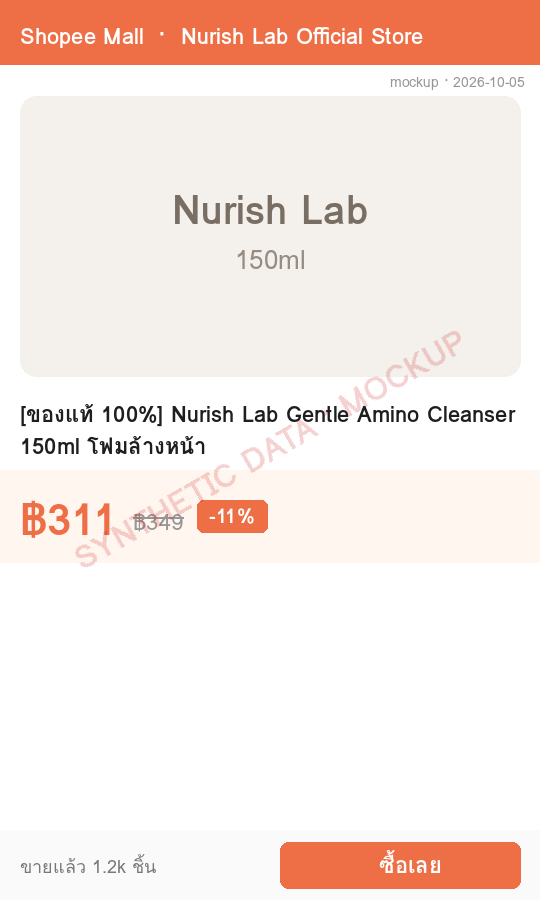 Shopee Mall · Nurish Lab Official Store
mockup · 2026-10-05
Nurish Lab
150ml
[ของแท้ 100%] Nurish Lab Gentle Amino Cleanser
150ml โฟมล้างหน้า
฿311 ฿349 -11%
SYNTHETIC DATA · MOCKUP
ขายแล้ว 1.2k ชิ้น
ซื้อเลย